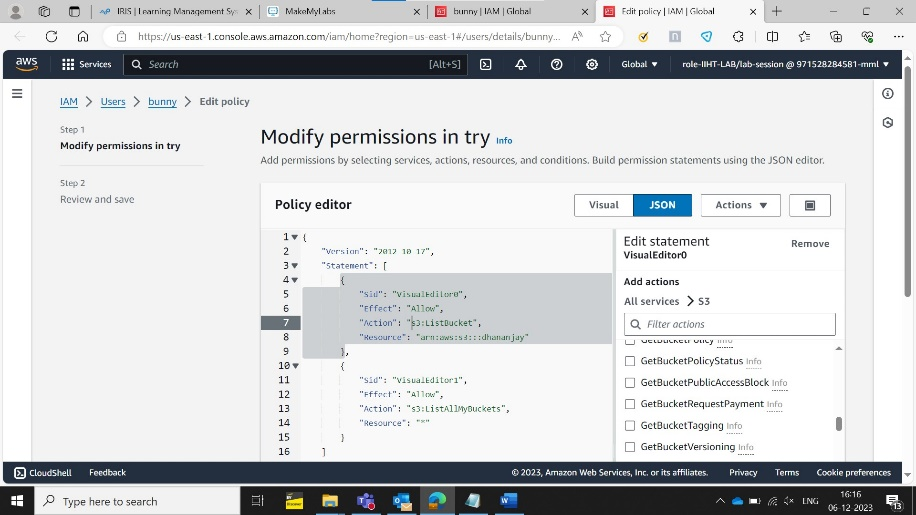 IRIS | Learning Management Sy
MakeMyLabs
bunny | IAM | Global
Edit policy | IAM | Global
https://us-east-1.console.aws.amazon.com/iam/home?region=us-east-1#/users/details/bunny...
aws
Services
Search
[Alt+S]
Global
role-IIHT-LAB/lab-session @ 971528284581-mml
IAM > Users > bunny > Edit policy
Step 1
Modify permissions in try
Step 2
Review and save
Modify permissions in try Info
Add permissions by selecting services, actions, resources, and conditions. Build permission statements using the JSON editor.
Policy editor
Visual
JSON
Actions
1 {
2 "Version": "2012-10-17",
3 "Statement": [
4 {
5 "Sid": "VisualEditor0",
6 "Effect": "Allow",
7 "Action": "s3:ListBucket",
8 "Resource": "arn:aws:s3:::dhananjay"
9 },
10 {
11 "Sid": "VisualEditor1",
12 "Effect": "Allow",
13 "Action": "s3:ListAllMyBuckets",
14 "Resource": "*"
15 }
16 ]
Edit statement
Remove
VisualEditor0
Add actions
All services > S3
Filter actions
GetBucketPolicy Info
GetBucketPolicyStatus Info
GetBucketPublicAccessBlock Info
GetBucketRequestPayment Info
GetBucketTagging Info
GetBucketVersioning Info
CloudShell
Feedback
© 2023, Amazon Web Services, Inc. or its affiliates.
Privacy
Terms
Cookie preferences
Type here to search
ENG
16:16
06-12-2023
13